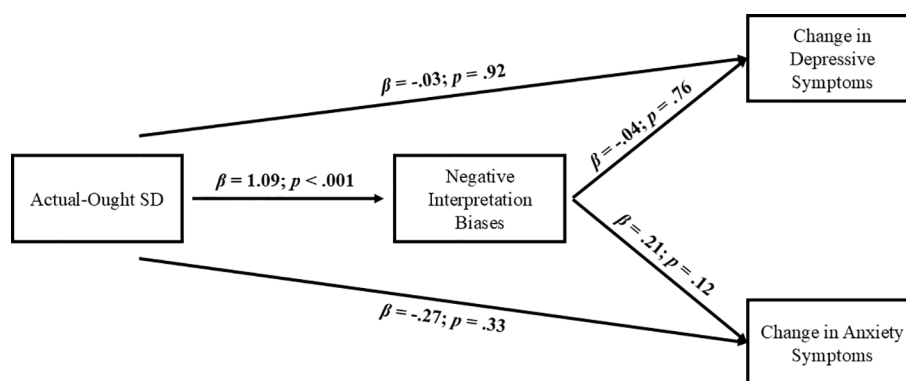 Change in
Depressive
Symptoms
β = -.03; p = .92
β = -.04; p = .76
Actual-Ought SD
β = 1.09; p < .001
Negative
Interpretation
Biases
β = .21; p = .12
β = -.27; p = .33
Change in Anxiety
Symptoms